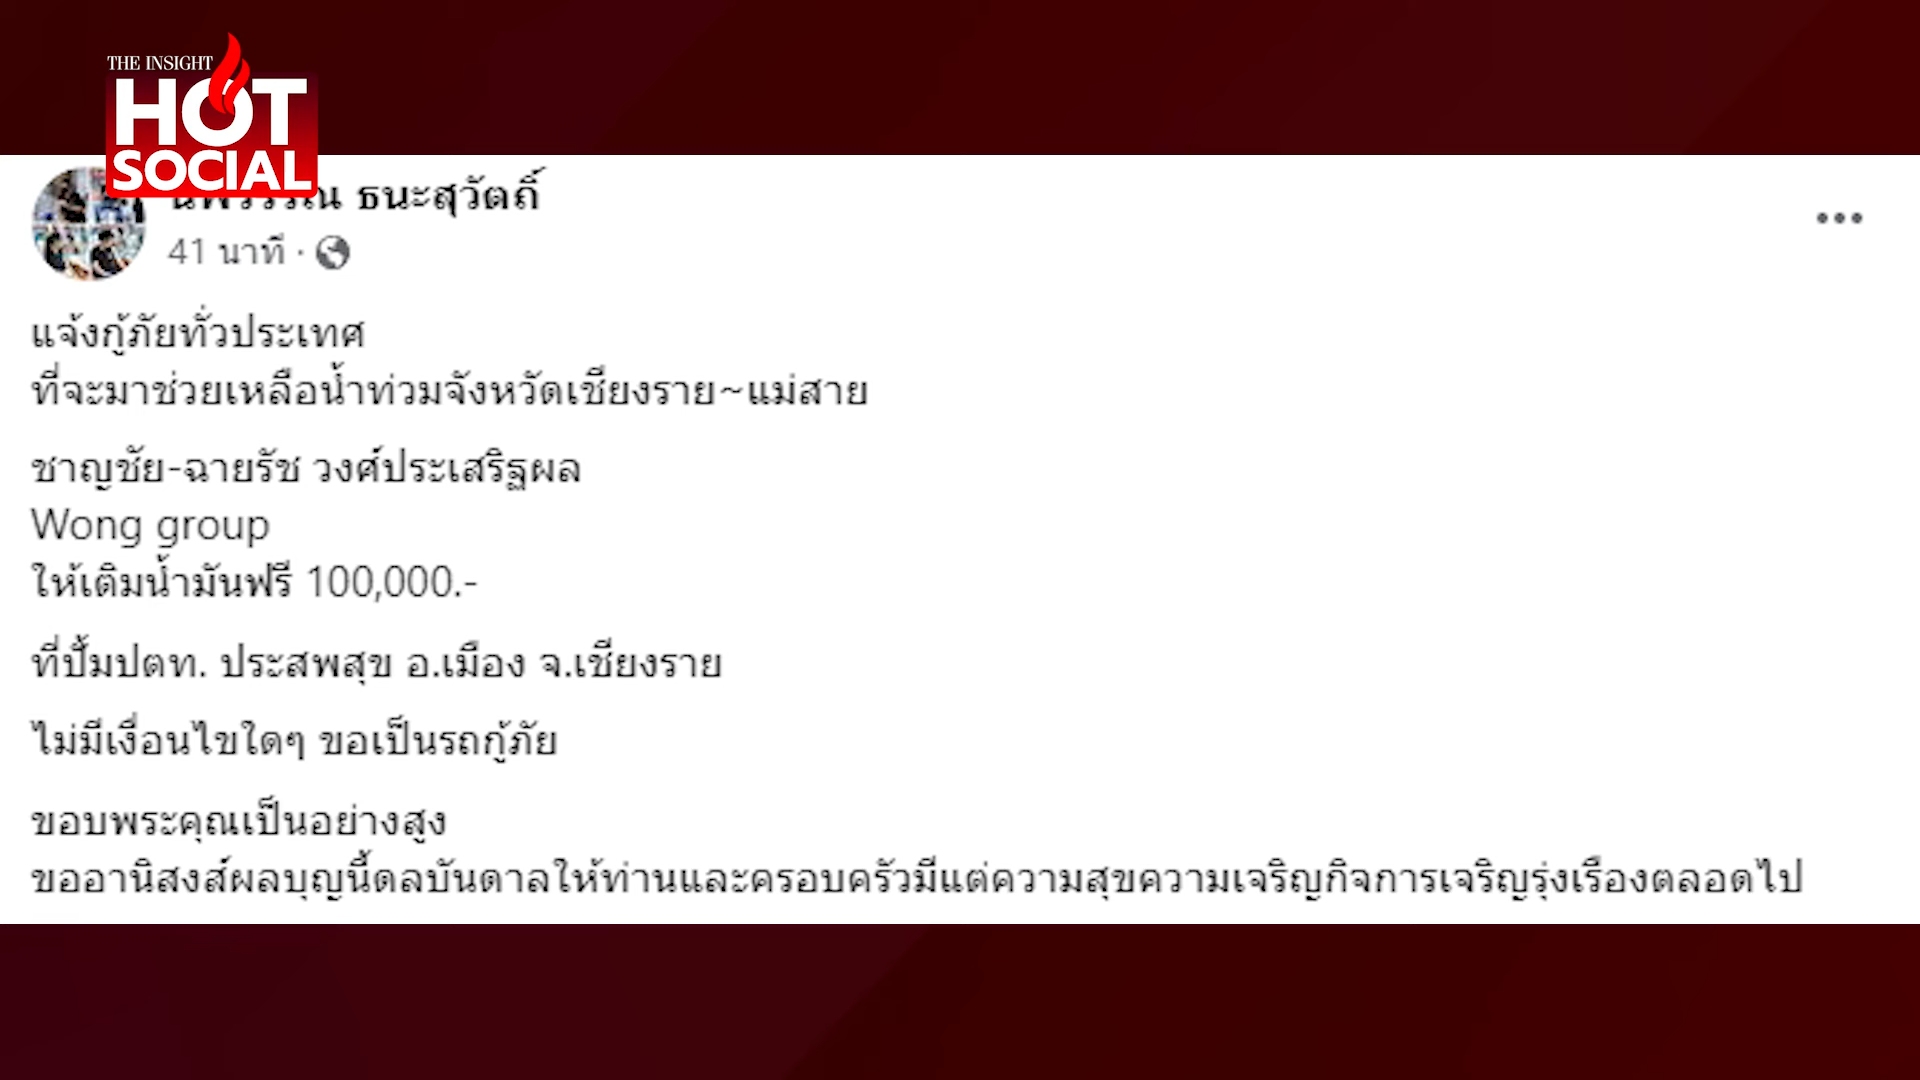 THE INSIGHT
HOT
SOCIAL
ธนะสุวัตถิ์
41 นาที ·
แจ้งกู้ภัยทั่วประเทศ
ที่จะมาช่วยเหลือน้ำท่วมจังหวัดเชียงราย~แม่สาย
ชาญชัย-ฉายรัช วงศ์ประเสริฐผล
Wong group
ให้เติมน้ำมันฟรี 100,000.-
ที่ปั้มปตท. ประสพสุข อ.เมือง จ.เชียงราย
ไม่มีเงื่อนไขใดๆ ขอเป็นรถกู้ภัย
ขอบพระคุณเป็นอย่างสูง
ขออานิสงส์ผลบุญนี้ดลบันดาลให้ท่านและครอบครัวมีแต่ความสุขความเจริญกิจการเจริญรุ่งเรืองตลอดไป